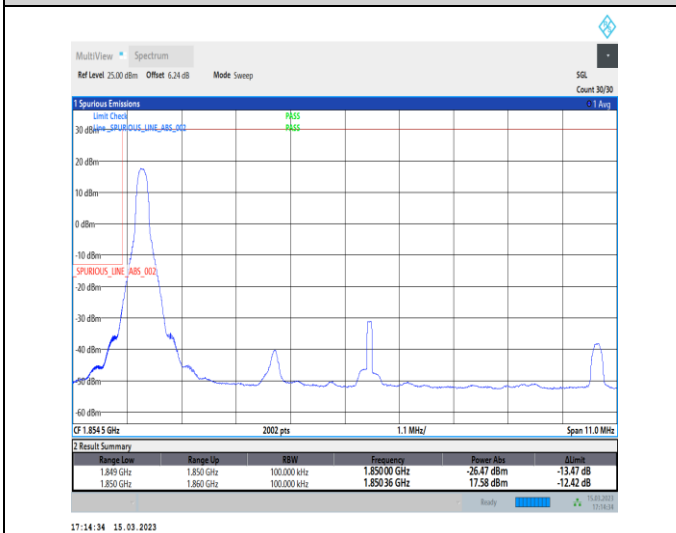 MultiView Spectrum
Ref Level 25.00 dBm Offset 6.24 dB Mode Sweep SGL
Count 30/30
1 Spurious Emissions 1 Avg
Limit Check PASS
30 dBm Line _SPURIOUS_LINE_ABS_002 PASS
20 dBm
10 dBm
0 dBm
-10 dBm
_SPURIOUS_LINE_ABS_002
-20 dBm
-30 dBm
-40 dBm
-50 dBm
-60 dBm
CF 1.8545 GHz 2002 pts 1.1 MHz/ Span 11.0 MHz
2 Result Summary
Range Low Range Up RBW Frequency Power Abs ΔLimit
1.849 GHz 1.850 GHz 100.000 kHz 1.85000 GHz -26.47 dBm -13.47 dB
1.850 GHz 1.860 GHz 100.000 kHz 1.85036 GHz 17.58 dBm -12.42 dB
Ready 15.03.2023
17:14:34
17:14:34 15.03.2023